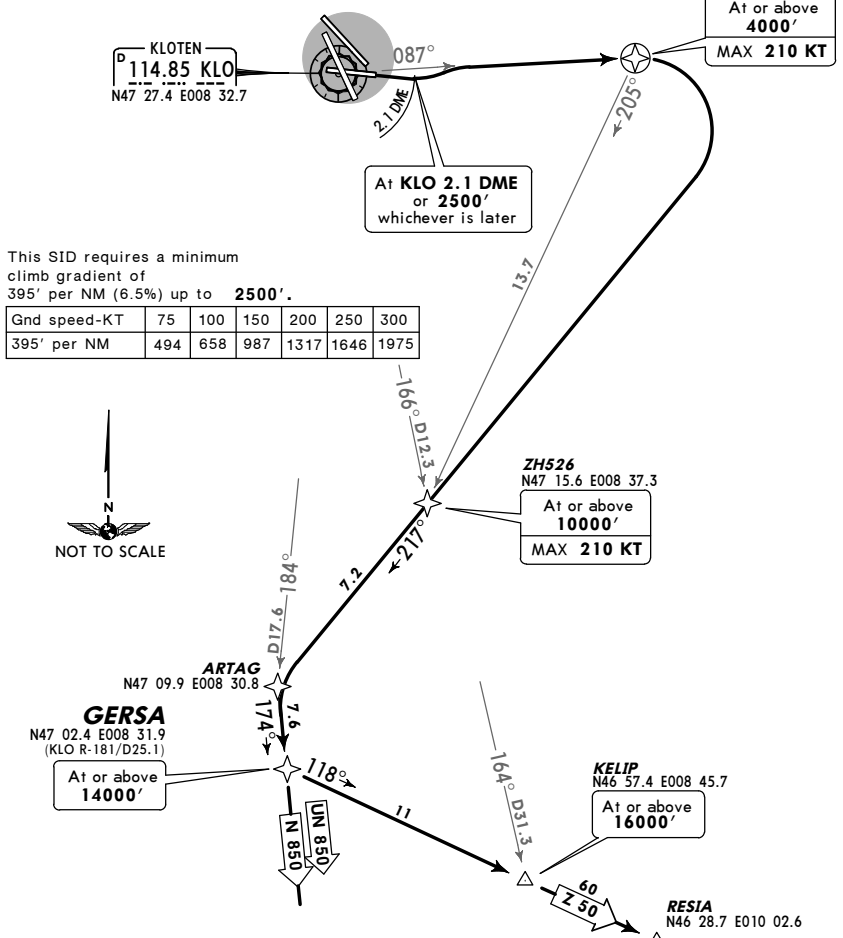 At or above
4000'
MAX 210 KT
KLOTEN
D 114.85 KLO
N47 27.4 E008 32.7
087°
2.1 DME
205°
At KLO 2.1 DME
or 2500'
whichever is later
This SID requires a minimum
climb gradient of
395' per NM (6.5%) up to 2500'.
Gnd speed-KT 75 100 150 200 250 300
395' per NM 494 658 987 1317 1646 1975
13.7
166° D12.3
N
NOT TO SCALE
ZH526
N47 15.6 E008 37.3
At or above
10000'
MAX 210 KT
217°
7.2
D17.6 184°
ARTAG
N47 09.9 E008 30.8
7.6
174°
GERSA
N47 02.4 E008 31.9
(KLO R-181/D25.1)
At or above
14000'
118°
11
N 850
UN 850
164° D31.3
KELIP
N46 57.4 E008 45.7
At or above
16000'
60
Z 50
RESIA
N46 28.7 E010 02.6